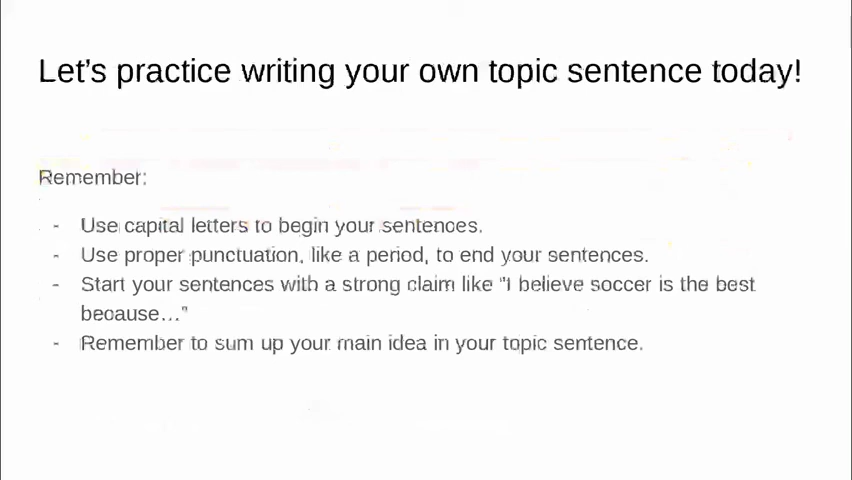 Let’s practice writing your own topic sentence today!
Remember:
- Use capital letters to begin your sentences.
- Use proper punctuation, like a period, to end your sentences.
- Start your sentences with a strong claim like “I believe soccer is the best
because…”
- Remember to sum up your main idea in your topic sentence.